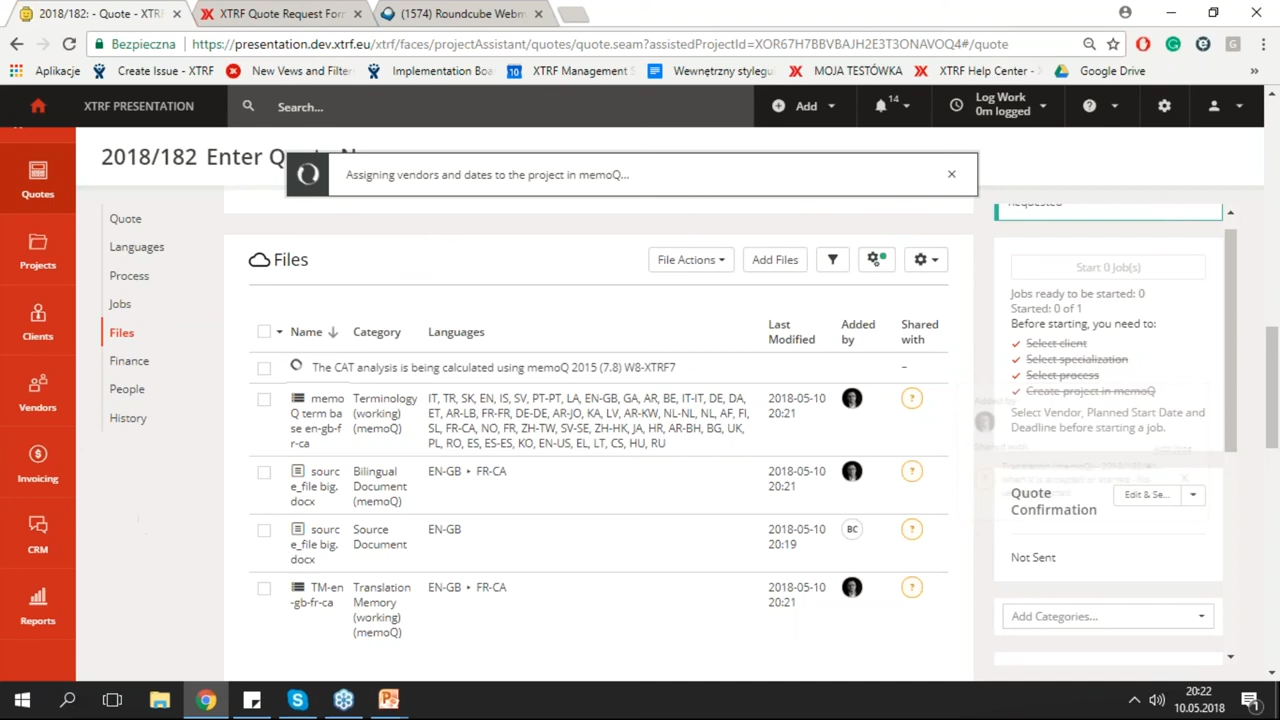 2018/182: - Quote - XTR
XTRF Quote Request For
(1574) Roundcube Webm
Bezpieczna
https://presentation.dev.xtrf.eu/xtrf/faces/projectAssistant/quotes/quote.seam?assistedProjectId=XOR67H7BBVBAJH2E3T3ONAVOQ4#/quote
Aplikacje
Create Issue - XTRF
New Vews and Filter
Implementation Boa
XTRF Management S
Wewnętrzny stylegu
MOJA TESTÓWKA
XTRF Help Center -
Google Drive
XTRF PRESENTATION
Search...
Add
14
Log Work
0m logged
2018/182 Enter Quote N
Assigning vendors and dates to the project in memoQ...
Quotes
Projects
Clients
Vendors
Invoicing
CRM
Reports
Quote
Languages
Process
Jobs
Files
Finance
People
History
Files
File Actions
Add Files
Name
Category
Languages
Last Modified
Added by
Shared with
The CAT analysis is being calculated using memoQ 2015 (7.8) W8-XTRF7
–
memo
Q term ba
se en-gb-f
r-ca
Terminology
(working)
(memoQ)
IT, TR, SK, EN, IS, SV, PT-PT, LA, EN-GB, GA, AR, BE, IT-IT, DE, DA,
ET, AR-LB, FR-FR, DE-DE, AR-JO, KA, LV, AR-KW, NL-NL, NL, AF, FI,
SL, FR-CA, NO, FR, ZH-TW, SV-SE, ZH-HK, JA, HR, AR-BH, BG, UK,
PL, RO, ES, ES-ES, KO, EN-US, EL, LT, CS, HU, RU
2018-05-10
20:21
?
sourc
e_file big.
docx
Bilingual
Document
(memoQ)
EN-GB ▸ FR-CA
2018-05-10
20:21
?
sourc
e_file big.
docx
Source
Document
EN-GB
2018-05-10
20:19
BC
?
TM-en
-gb-fr-ca
Translation
Memory
(working)
(memoQ)
EN-GB ▸ FR-CA
2018-05-10
20:21
?
Requested
Start 0 Job(s)
Jobs ready to be started: 0
Started: 0 of 1
Before starting, you need to:
Select client
Select specialization
Select process
Create project in memoQ
Select Vendor, Planned Start Date and
Deadline before starting a job.
Quote
Confirmation
Edit & Se...
Not Sent
Add Categories...
20:22
10.05.2018
1